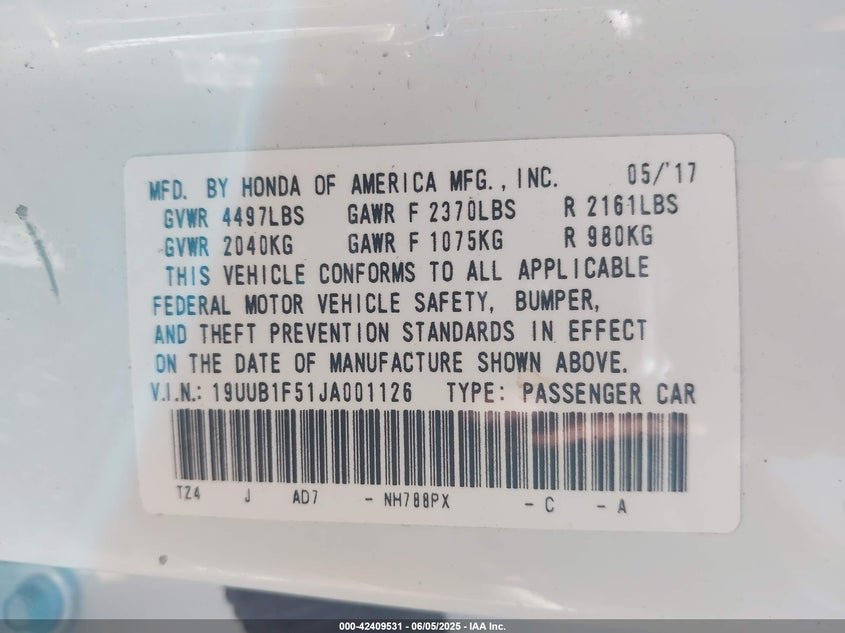 MFD. BY HONDA OF AMERICA MFG., INC. 05/'17
GVWR 4497LBS GAWR F 2370LBS R 2161LBS
GVWR 2040KG GAWR F 1075KG R 980KG
THIS VEHICLE CONFORMS TO ALL APPLICABLE
FEDERAL MOTOR VEHICLE SAFETY, BUMPER,
AND THEFT PREVENTION STANDARDS IN EFFECT
ON THE DATE OF MANUFACTURE SHOWN ABOVE.
V.I.N.: 19UUB1F51JA001126 TYPE: PASSENGER CAR
TZ4 J AD7 - NH788PX - C - A
000-42409531 - 06/05/2025 - IAA Inc.